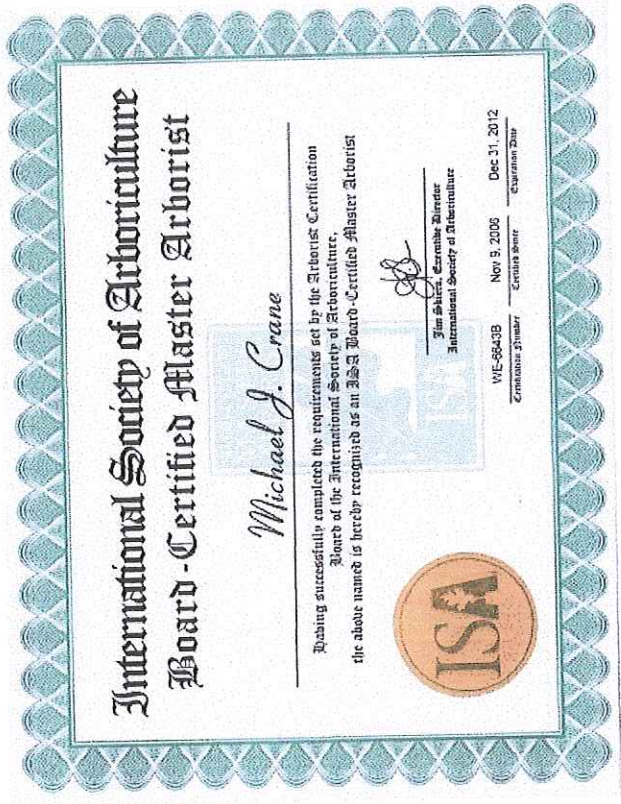 International Society of Arboriculture
Board-Certified Master Arborist
Michael J. Crane
Having successfully completed the requirements set by the Arborist Certification
Board of the International Society of Arboriculture,
the above named is hereby recognized as an ISA Board-Certified Master Arborist
Jim Skiera, Executive Director
International Society of Arboriculture
WE-6643B Nov 9, 2006 Dec 31, 2012
Certification Number Certified Since Expiration Date
ISA
ISA